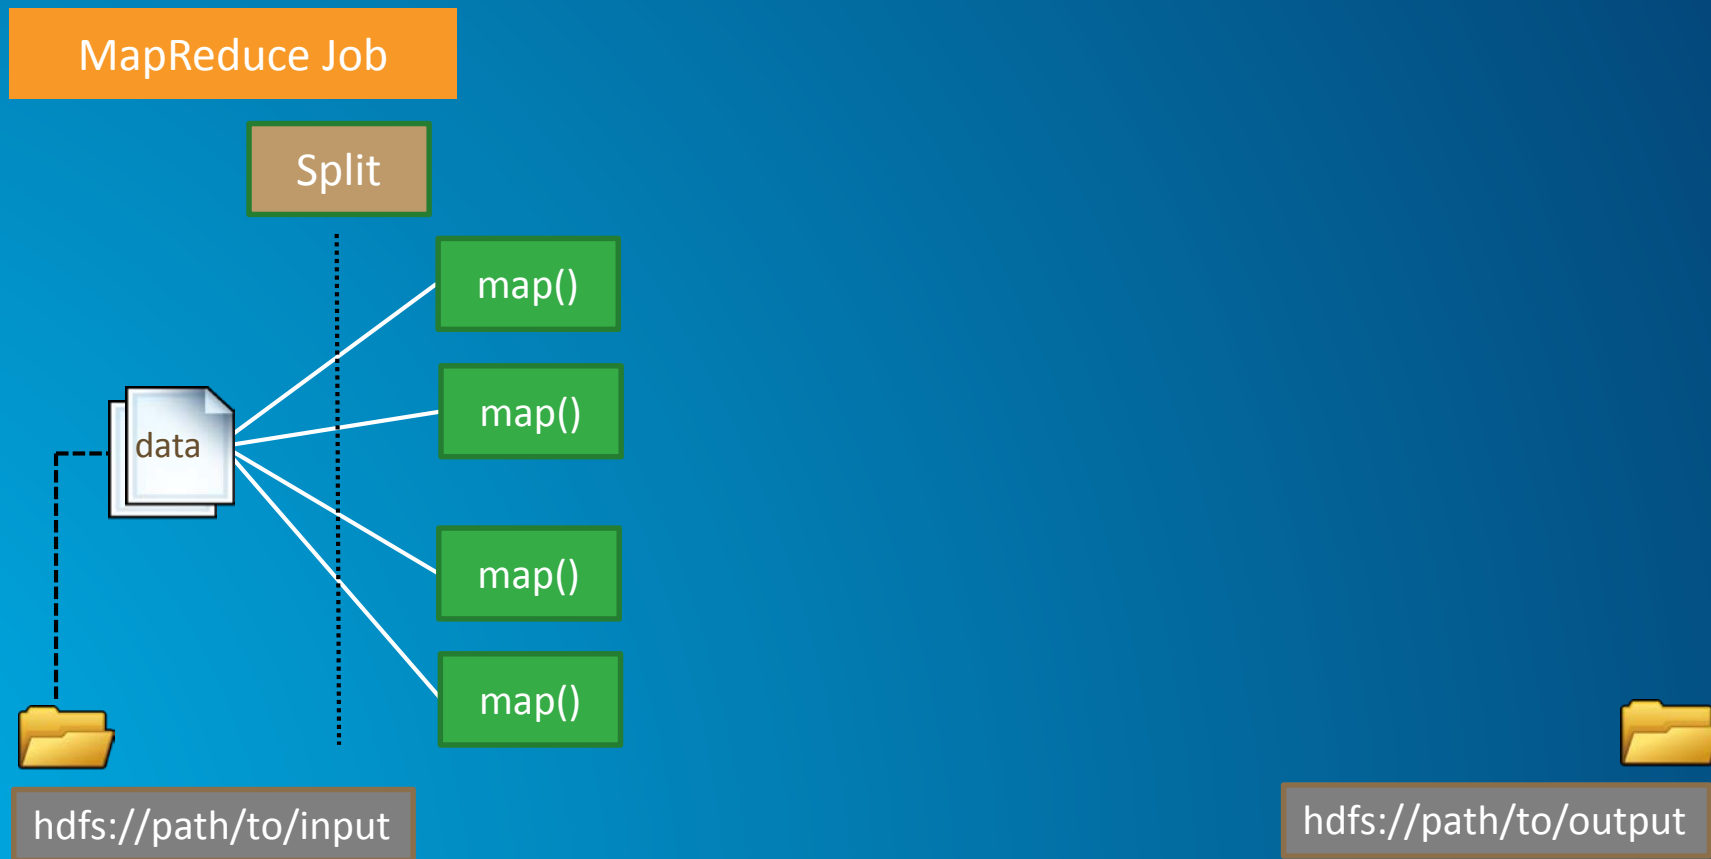 MapReduce Job
Split
map()
map()
data
map()
map()
hdfs://path/to/input
hdfs://path/to/output